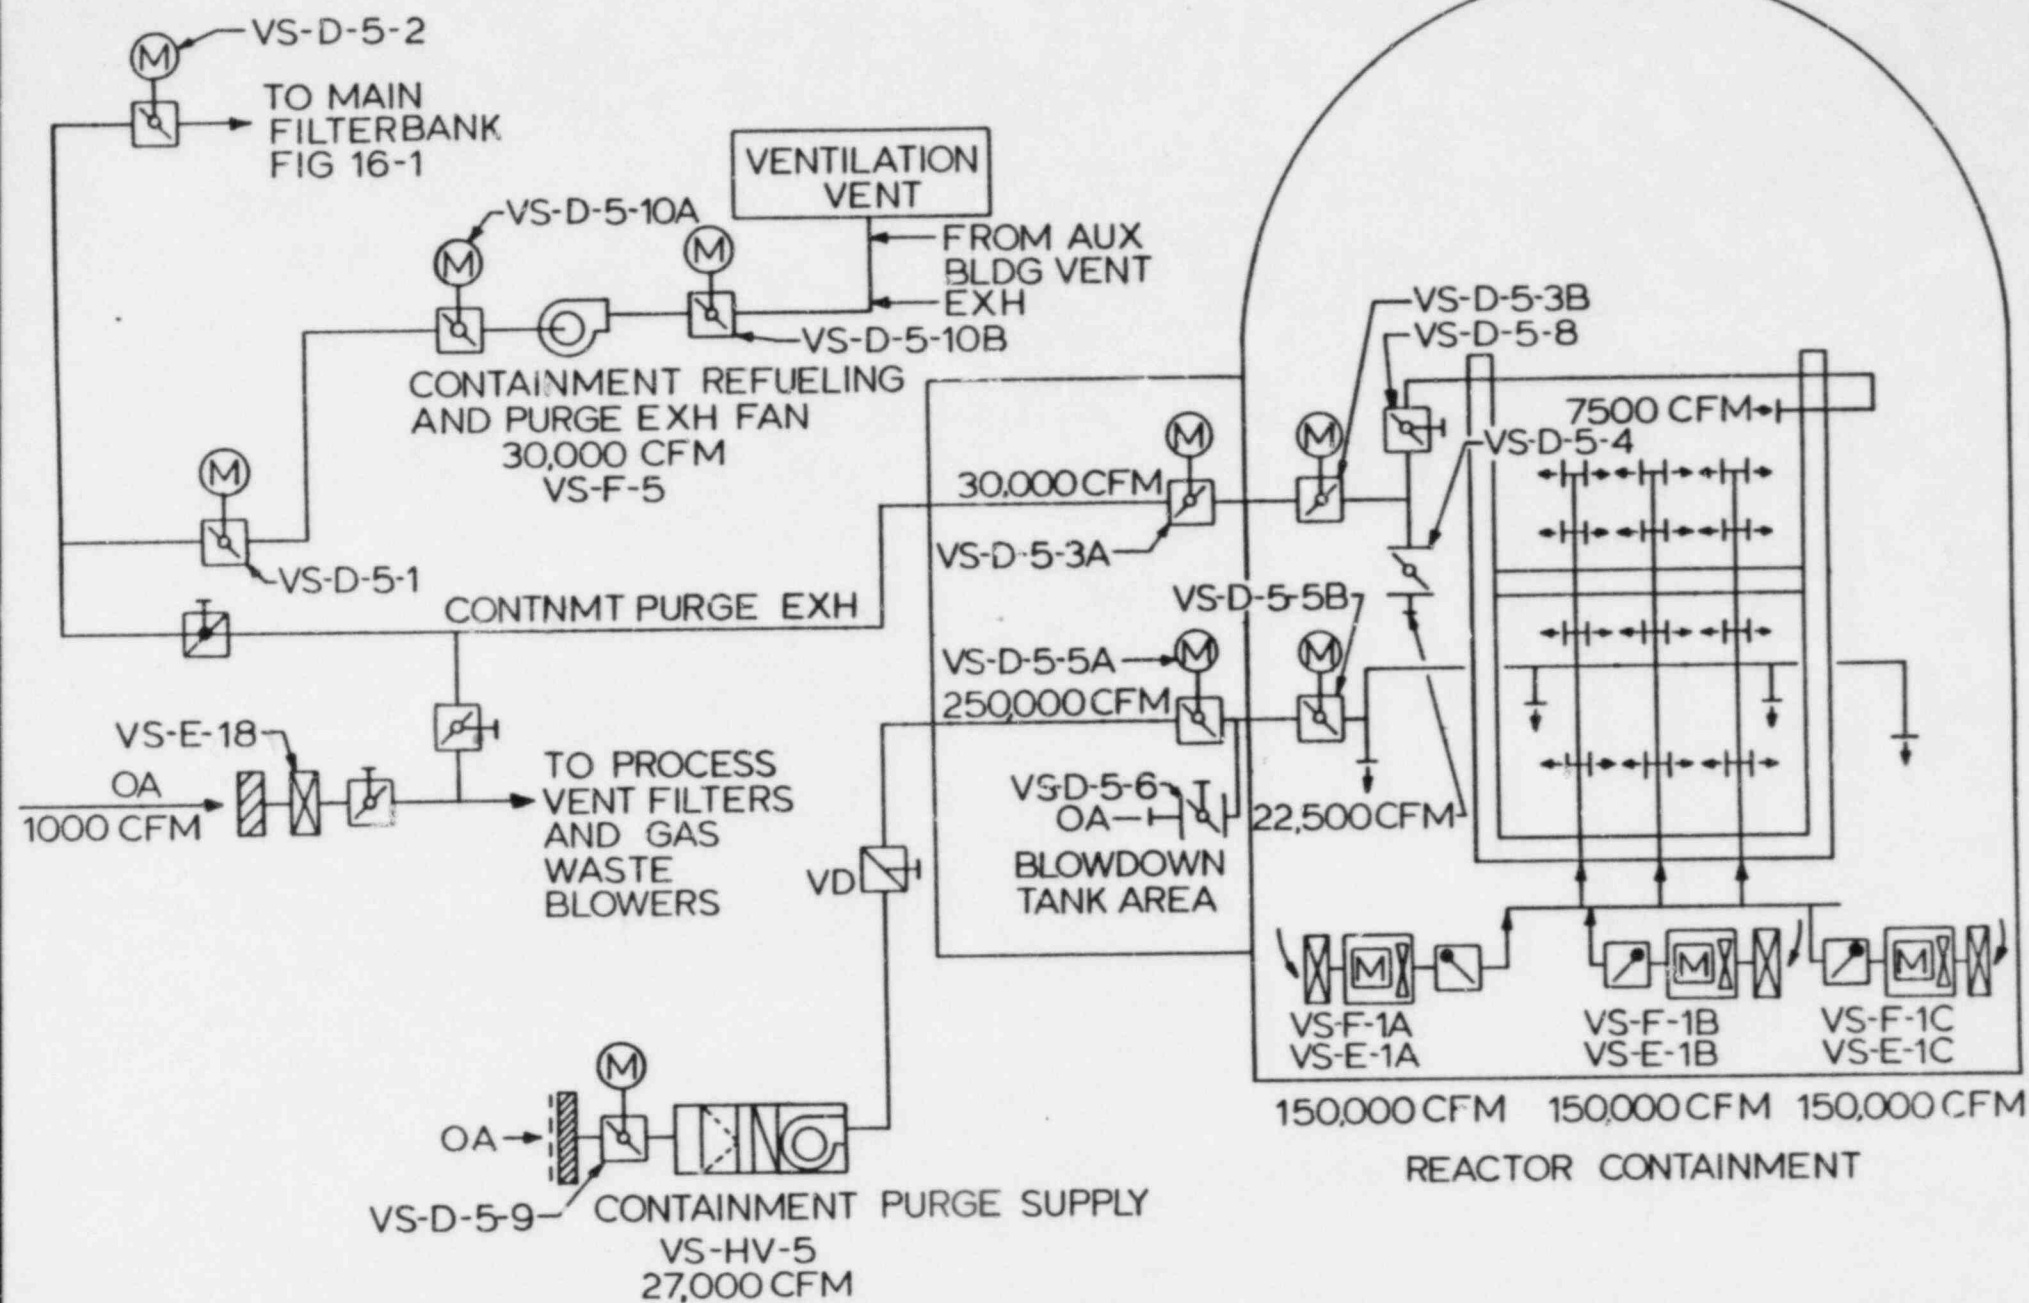 VS-D-5-2
M
TO MAIN
FILTERBANK
FIG 16-1
VENTILATION
VENT
VS-D-5-10A
M
M
FROM AUX
BLDG VENT
EXH
VS-D-5-10B
CONTAINMENT REFUELING
AND PURGE EXH FAN
30,000 CFM
VS-F-5
M
VS-D-5-1
CONTNMT PURGE EXH
VS-E-18
OA
1000 CFM
TO PROCESS
VENT FILTERS
AND GAS
WASTE
BLOWERS
VD
OA
M
VS-D-5-9
CONTAINMENT PURGE SUPPLY
VS-HV-5
27,000 CFM
VS-D-5-3B
VS-D-5-8
7500 CFM
VS-D-5-4
M
M
30,000 CFM
VS-D-5-3A
VS-D-5-5B
VS-D-5-5A
M
M
250,000 CFM
VS-D-5-6
OA
22,500 CFM
BLOWDOWN
TANK AREA
M
M
M
VS-F-1A
VS-E-1A
VS-F-1B
VS-E-1B
VS-F-1C
VS-E-1C
150,000 CFM
150,000 CFM
150,000 CFM
REACTOR CONTAINMENT